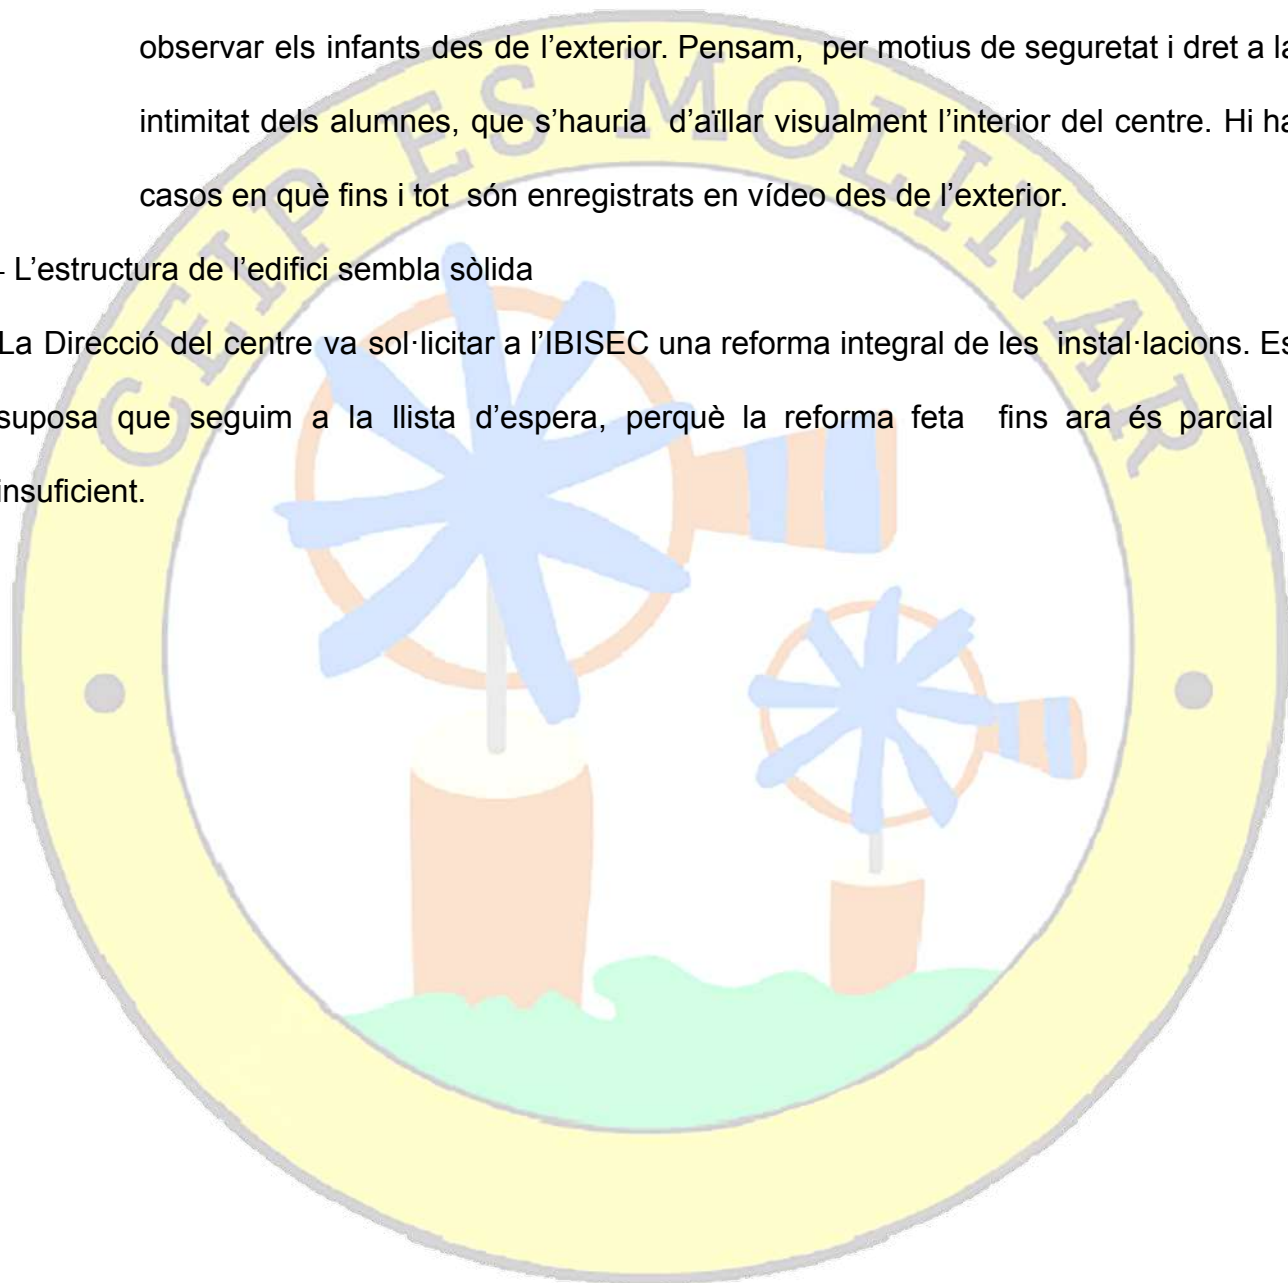 observar els infants des de l’exterior. Pensam, per motius de seguretat i dret a la
intimitat dels alumnes, que s’hauria d’aïllar visualment l’interior del centre. Hi ha
casos en què fins i tot són enregistrats en vídeo des de l’exterior.
- L’estructura de l’edifici sembla sòlida
La Direcció del centre va sol·licitar a l’IBISEC una reforma integral de les instal·lacions. Es
suposa que seguim a la llista d’espera, perquè la reforma feta fins ara és parcial
insuficient.
CEIP ES MOLINAR